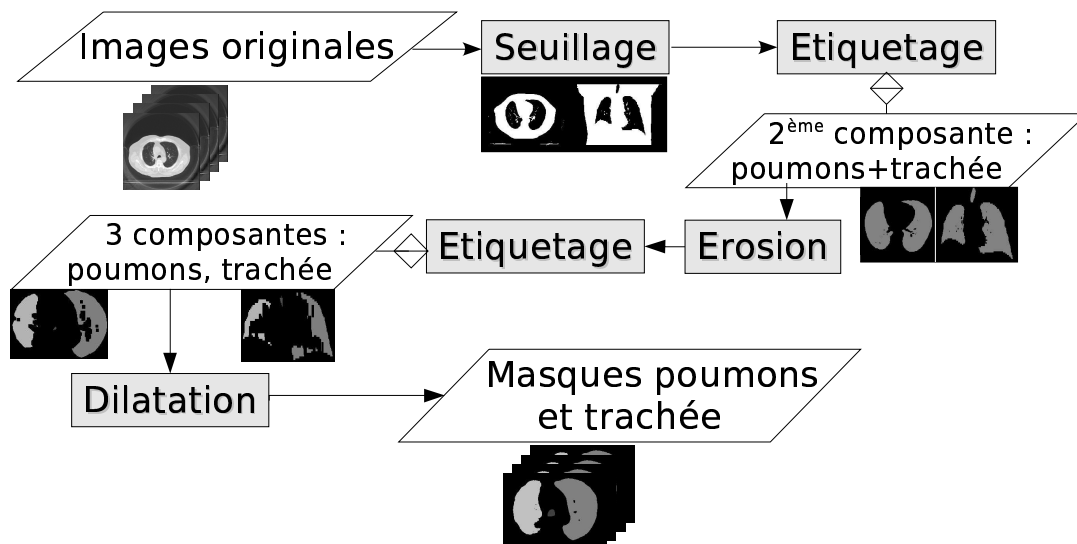 Images originales
Seuillage
Etiquetage
2ème composante :
poumons+trachée
Erosion
Etiquetage
3 composantes :
poumons, trachée
Dilatation
Masques poumons
et trachée